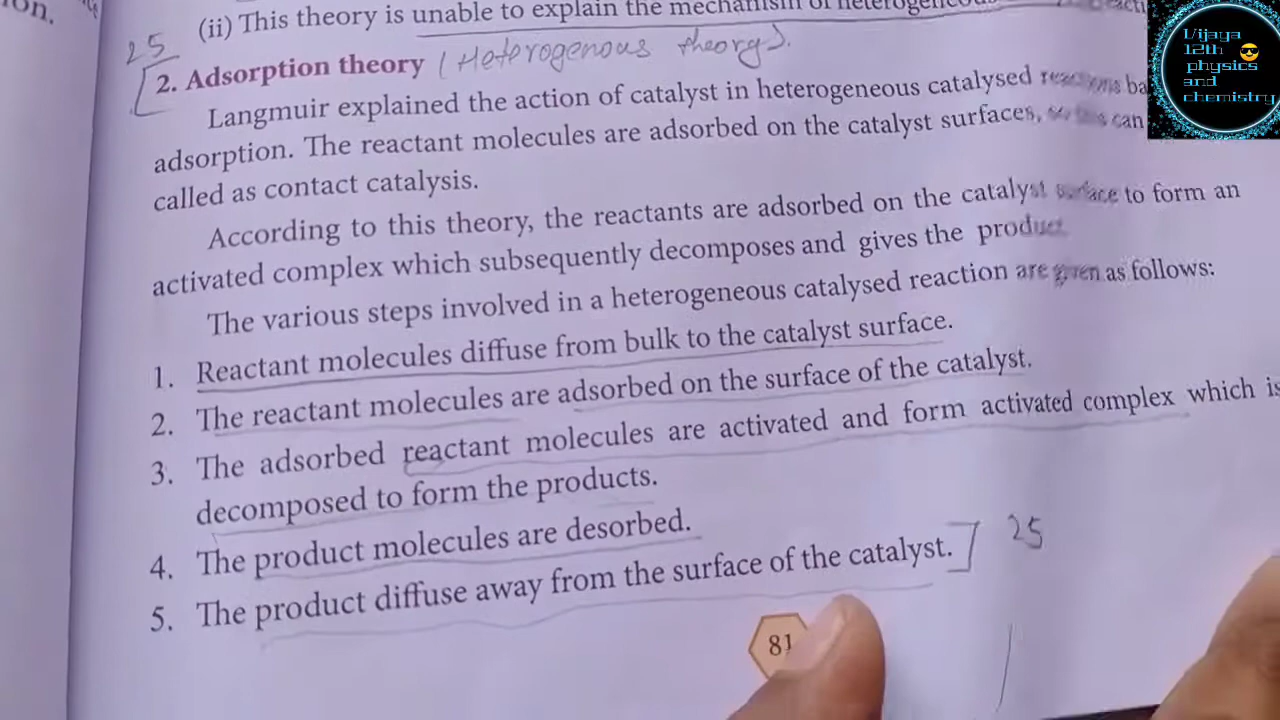 on.
(ii) This theory is unable to explain the mechanism of
25
2. Adsorption theory (Heterogenous theory).
Langmuir explained the action of catalyst in heterogeneous catalysed reactions ba
adsorption. The reactant molecules are adsorbed on the catalyst surfaces, so this can
called as contact catalysis.
According to this theory, the reactants are adsorbed on the catalyst surface to form an
activated complex which subsequently decomposes and gives the product
The various steps involved in a heterogeneous catalysed reaction are given as follows:
1. Reactant molecules diffuse from bulk to the catalyst surface.
2. The reactant molecules are adsorbed on the surface of the catalyst.
3. The adsorbed reactant molecules are activated and form activated complex which is
decomposed to form the products.
4. The product molecules are desorbed.
5. The product diffuse away from the surface of the catalyst.] 25
81
Vijaya
12th
physics
and
chemistry